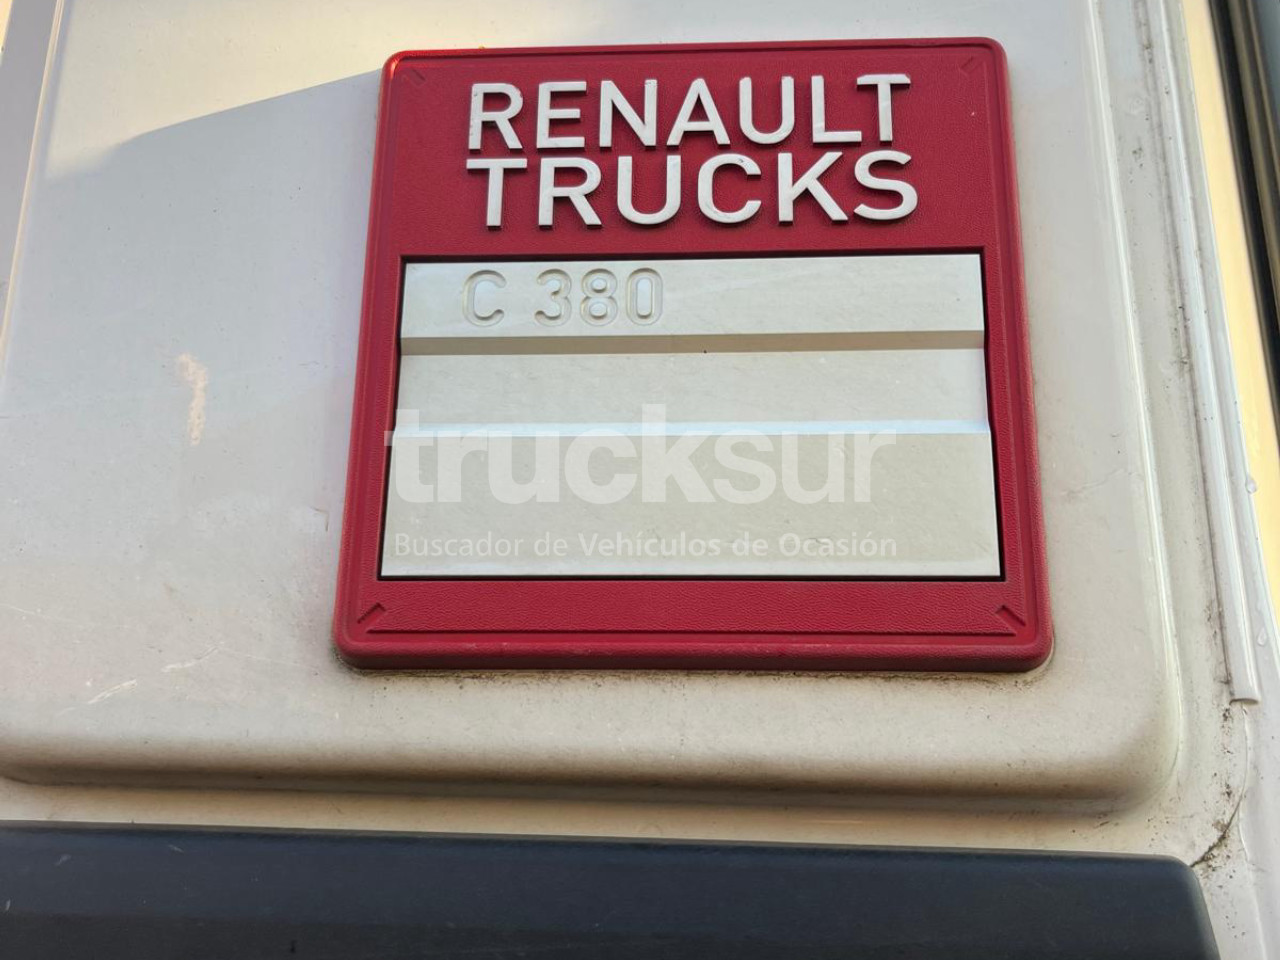 RENAULT
TRUCKS
C 380
trucksur
Buscador de Vehículos de Ocasión